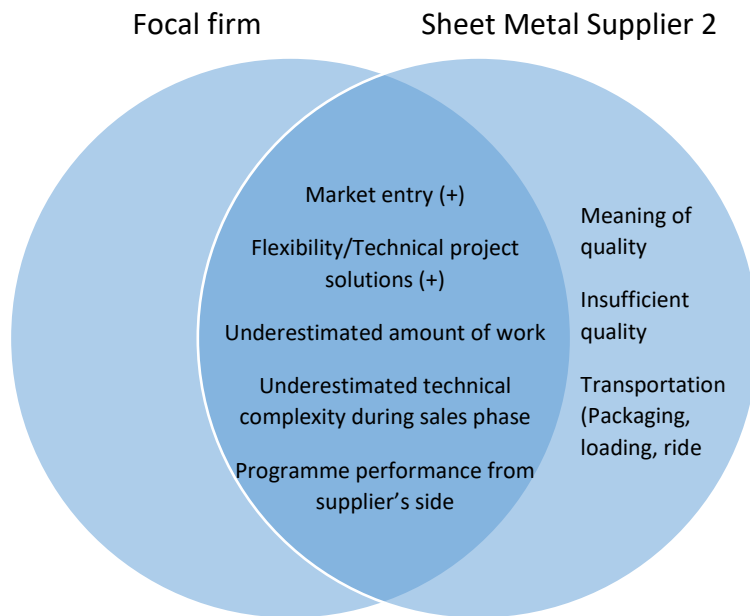 Focal firm
Sheet Metal Supplier 2
Market entry (+)
Flexibility/Technical project
solutions (+)
Underestimated amount of work
Underestimated technical
complexity during sales phase
Programme performance from
supplier’s side
Meaning of
quality
Insufficient
quality
Transportation
(Packaging,
loading, ride